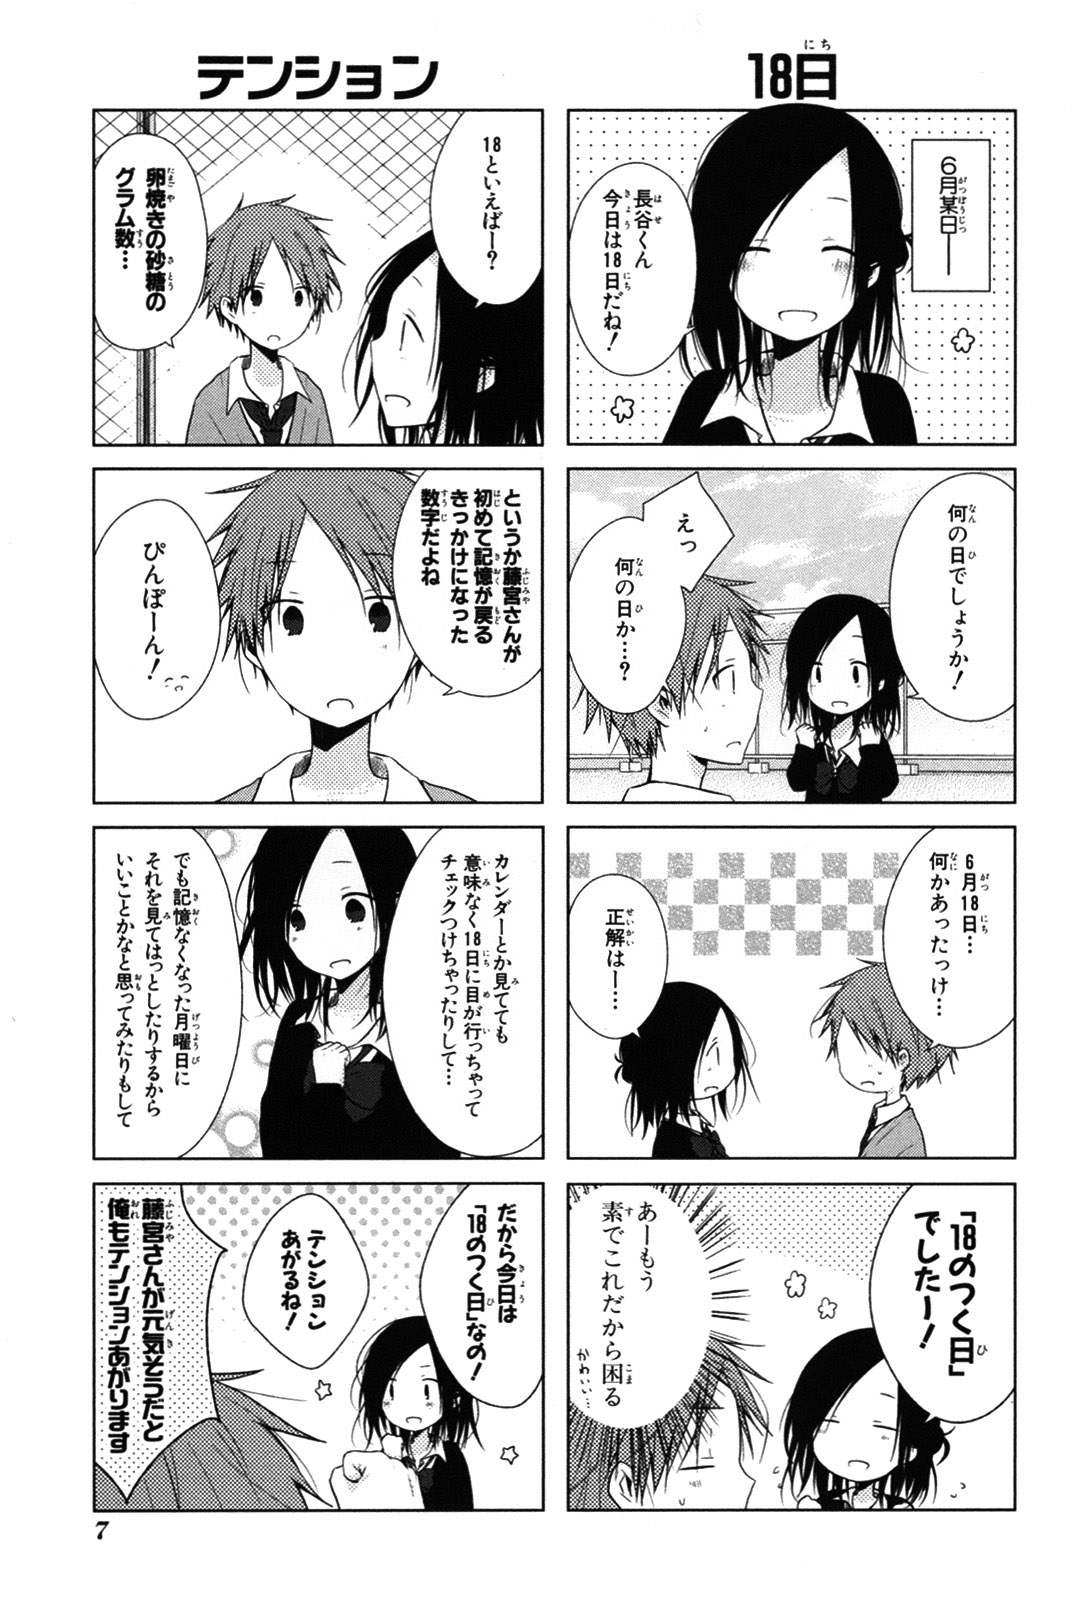 18日
6月某日──
長谷くん
今日は18日だね！
何の日でしょうか！
えっ
何の日か…？
6月18日…
何かあったっけ…
正解はー…
「18のつく日」
でしたー！
あーもう
素でこれだから困る
かわいい…
テンション
18といえばー？
卵焼きの砂糖の
グラム数…
というか藤宮さんが
初めて記憶が戻る
きっかけになった
数字だよね
ぴんぽーん！
カレンダーとか見てても
意味なく18日に目が行っちゃって
チェックつけちゃったりして…
でも記憶なくなった月曜日に
それを見てはっとしたりするから
いいことかなと思ってみたりもして
だから今日は
「18のつく日」なの！
テンション
あがるね！
藤宮さんが元気そうだと
俺もテンションあがります
7